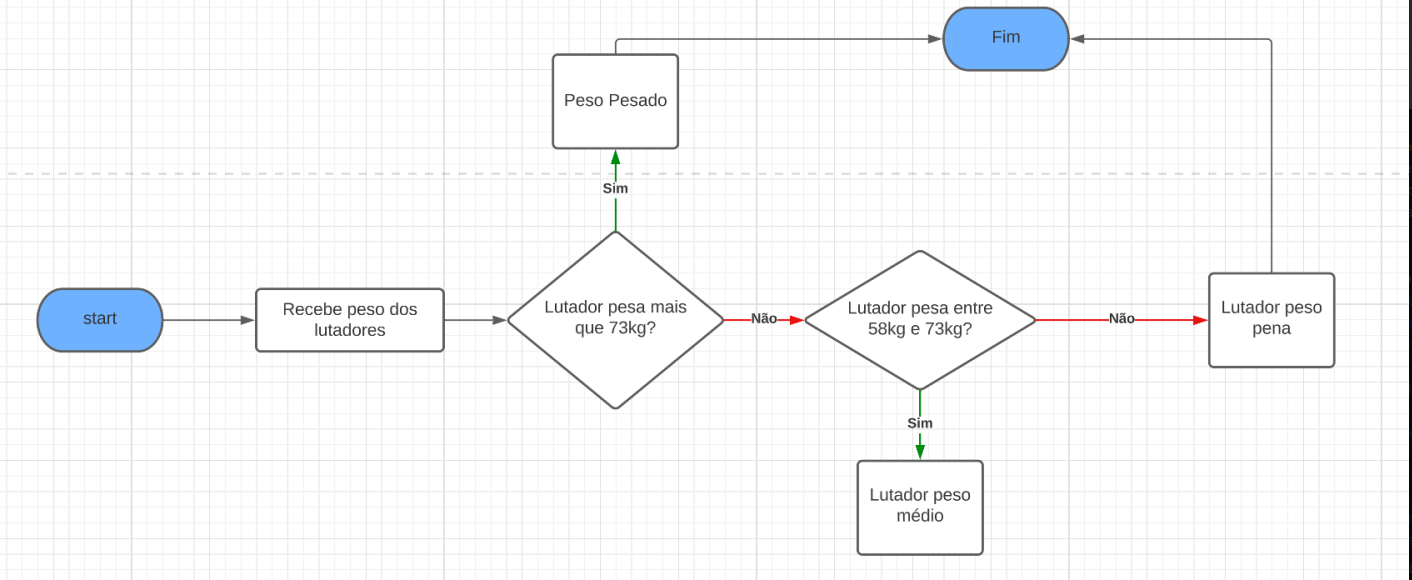 Fim
Peso Pesado
Sim
start
Recebe peso dos
lutadores
Lutador pesa mais
que 73kg?
Não
Lutador pesa entre
58kg e 73kg?
Não
Lutador peso
pena
Sim
Lutador peso
médio